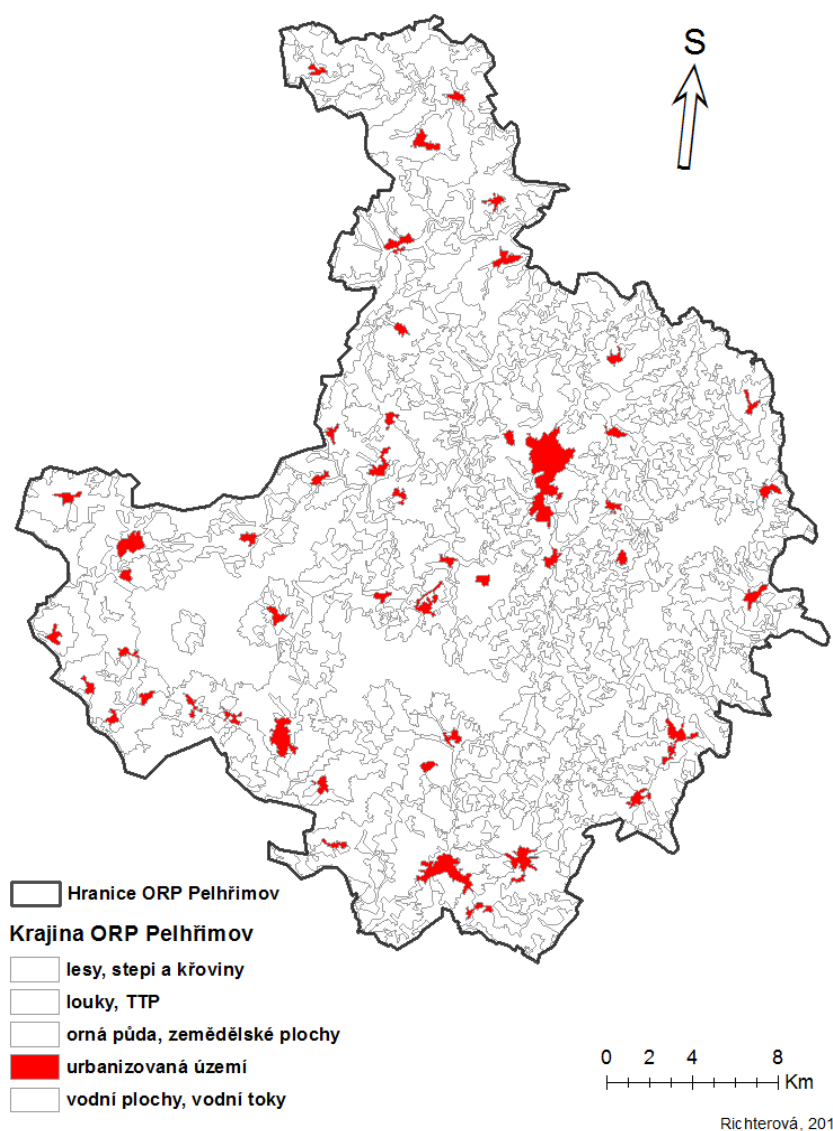 S
Hranice ORP Pelhřimov
Krajina ORP Pelhřimov
lesy, stepi a křoviny
louky, TTP
orná půda, zemědělské plochy
urbanizovaná území
vodní plochy, vodní toky
0 2 4 8
Km
Richterová, 201